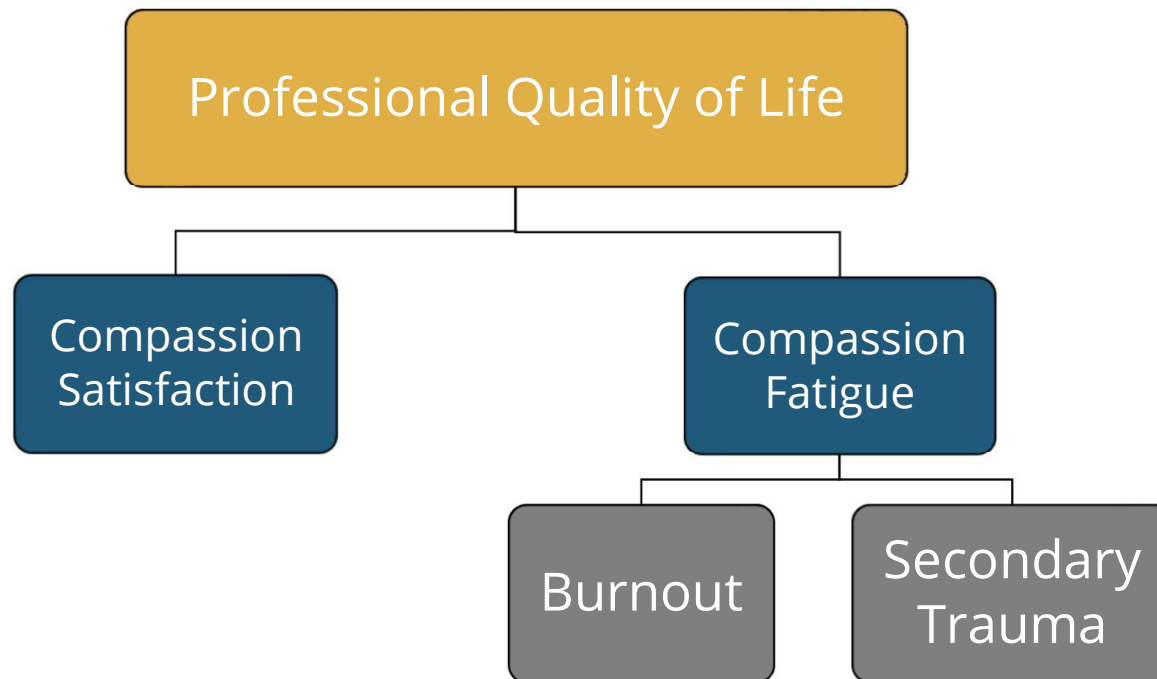 Professional Quality of Life
Compassion
Satisfaction
Compassion
Fatigue
Burnout
Secondary
Trauma